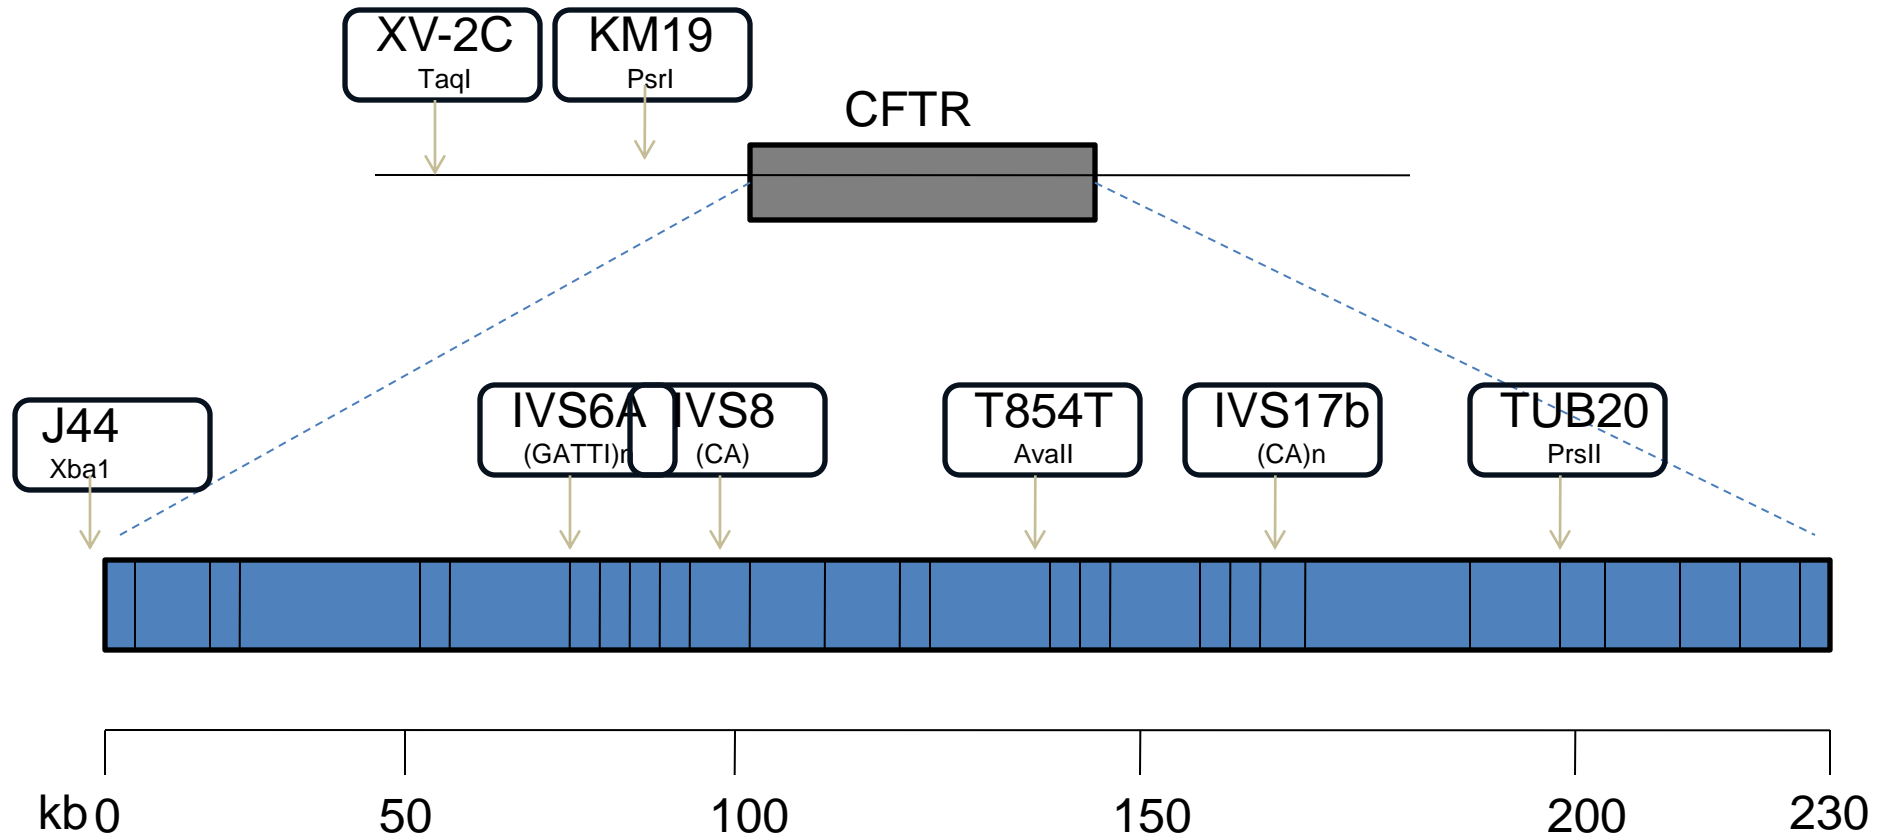 XV-2C
TaqI
KM19
PsrI
CFTR
J44
Xba1
IVS6A
(GATTI)n
IVS8
(CA)
T854T
AvaII
IVS17b
(CA)n
TUB20
PrsII
kb 0 50 100 150 200 230